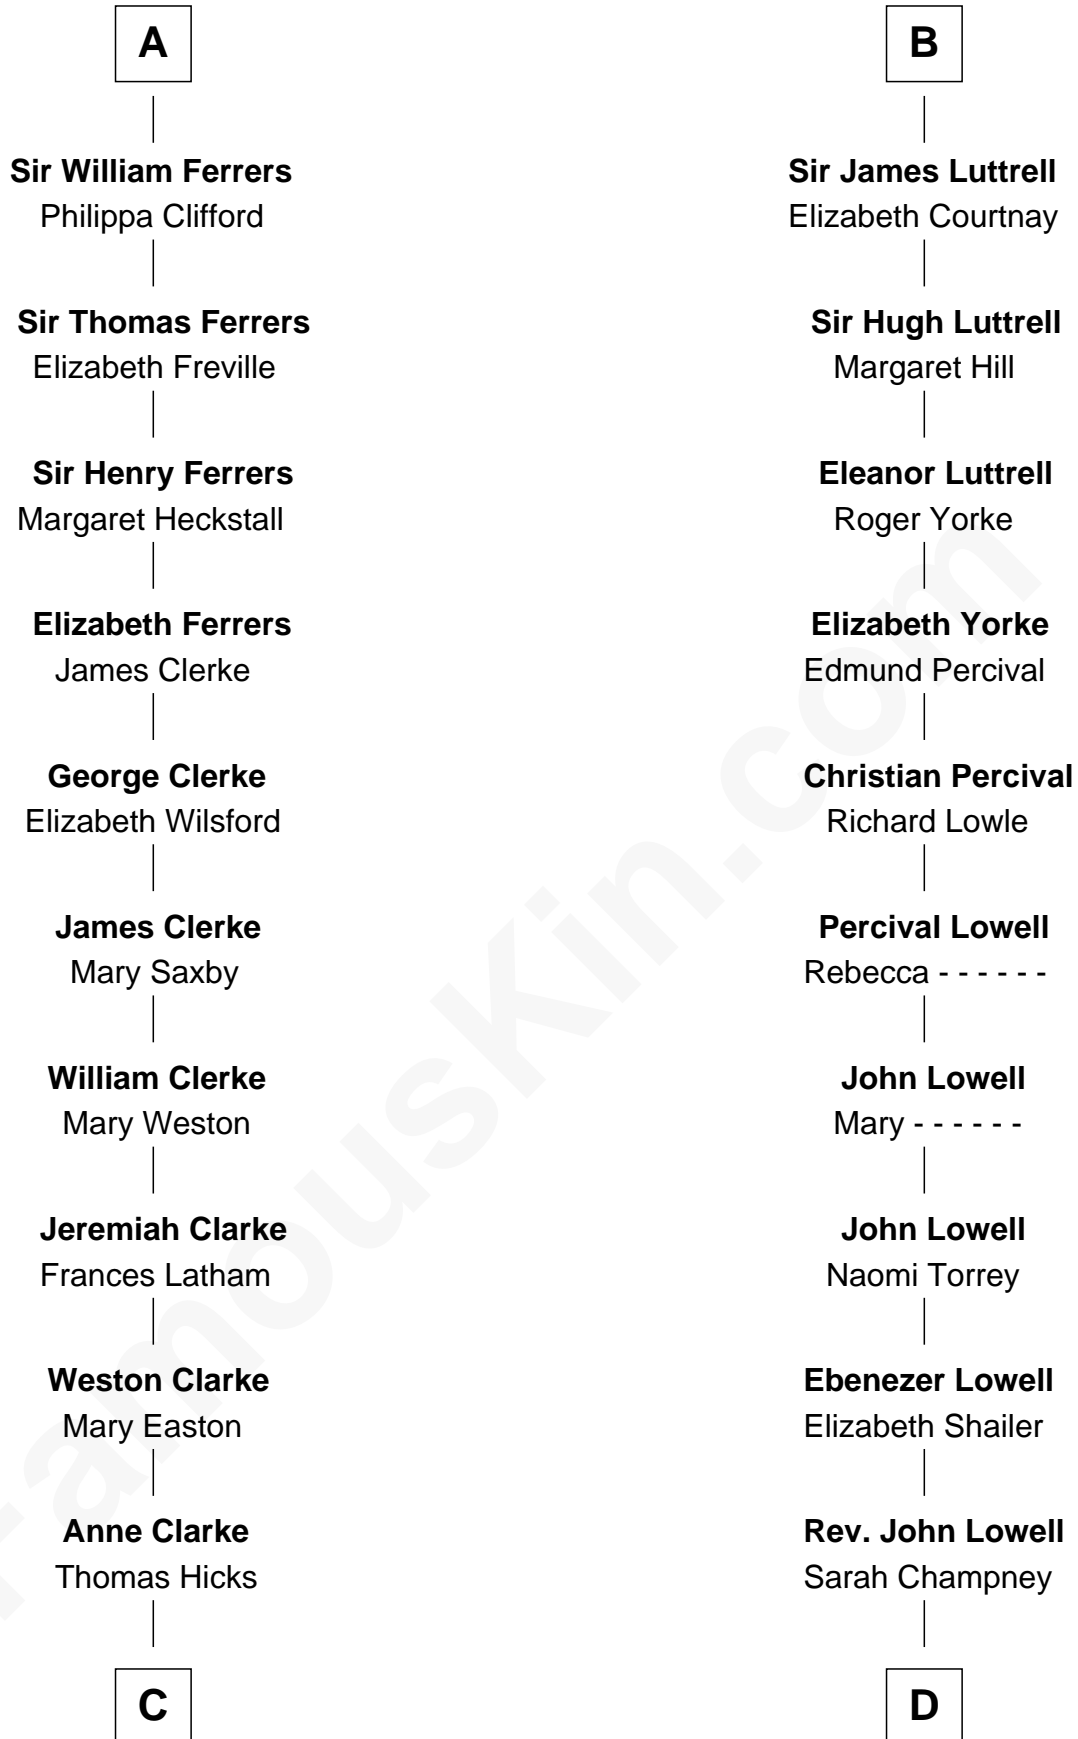 A
Sir William Ferrers
Philippa Clifford
Sir Thomas Ferrers
Elizabeth Freville
Sir Henry Ferrers
Margaret Heckstall
Elizabeth Ferrers
James Clerke
George Clerke
Elizabeth Wilsford
James Clerke
Mary Saxby
William Clerke
Mary Weston
Jeremiah Clarke
Frances Latham
Weston Clarke
Mary Easton
Anne Clarke
Thomas Hicks
C
B
Sir James Luttrell
Elizabeth Courtnay
Sir Hugh Luttrell
Margaret Hill
Eleanor Luttrell
Roger Yorke
Elizabeth Yorke
Edmund Percival
Christian Percival
Richard Lowle
Percival Lowell
Rebecca - - - - - -
John Lowell
Mary - - - - - -
John Lowell
Naomi Torrey
Ebenezer Lowell
Elizabeth Shailer
Rev. John Lowell
Sarah Champney
D
FamousKin.com